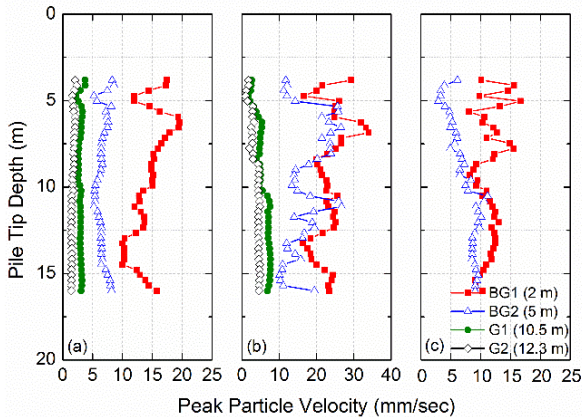 0
5
10
15
20
Pile Tip Depth (m)
(a)
(b)
(c)
BG1 (2 m)
BG2 (5 m)
G1 (10.5 m)
G2 (12.3 m)
0 5 10 15 20 25
0 10 20 30 40
0 5 10 15 20 25
Peak Particle Velocity (mm/sec)